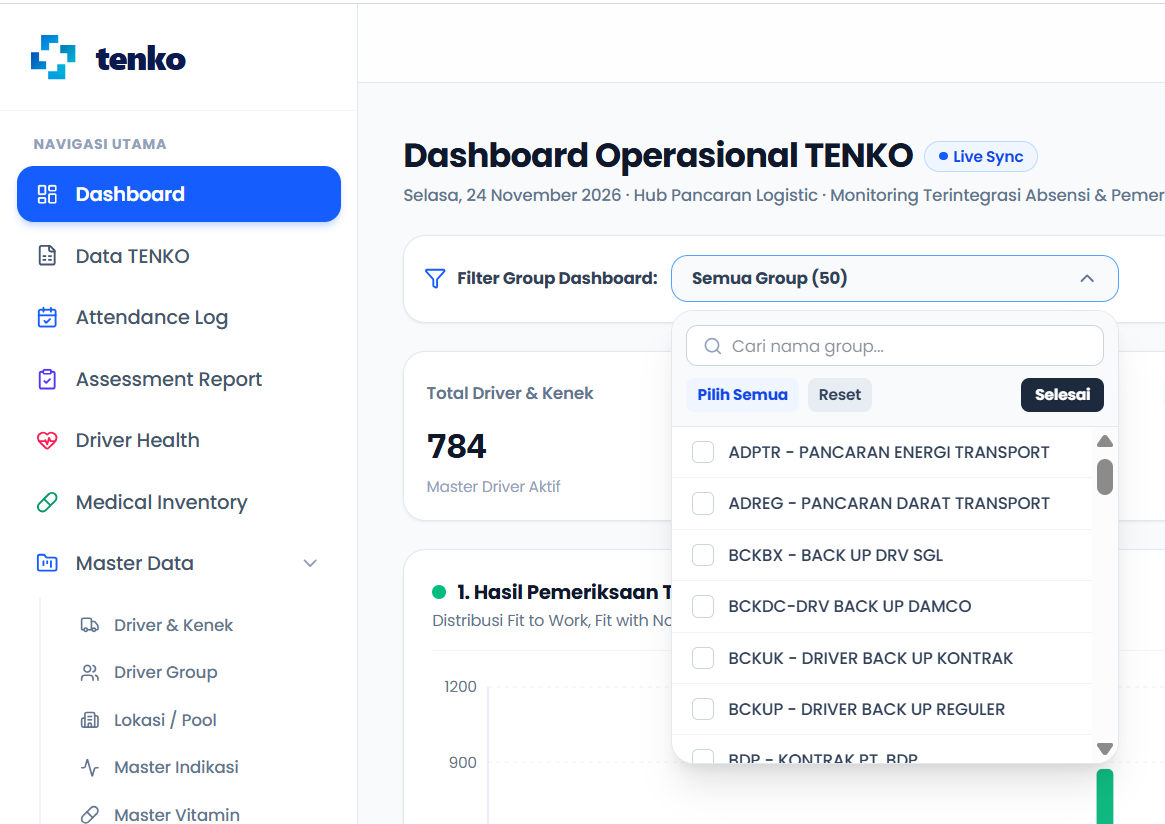 tenko
NAVIGASI UTAMA
Dashboard
Data TENKO
Attendance Log
Assessment Report
Driver Health
Medical Inventory
Master Data
Driver & Kenek
Driver Group
Lokasi / Pool
Master Indikasi
Master Vitamin
Dashboard Operasional TENKO
Live Sync
Selasa, 24 November 2026 · Hub Pancaran Logistic · Monitoring Terintegrasi Absensi & Pemer
Filter Group Dashboard:
Semua Group (50)
Cari nama group...
Pilih Semua
Reset
Selesai
ADPTR - PANCARAN ENERGI TRANSPORT
ADREG - PANCARAN DARAT TRANSPORT
BCKBX - BACK UP DRV SGL
BCKDC-DRV BACK UP DAMCO
BCKUK - DRIVER BACK UP KONTRAK
BCKUP - DRIVER BACK UP REGULER
BDP - KONTRAK PT. BDP
Total Driver & Kenek
784
Master Driver Aktif
1. Hasil Pemeriksaan T
Distribusi Fit to Work, Fit with No
1200
900